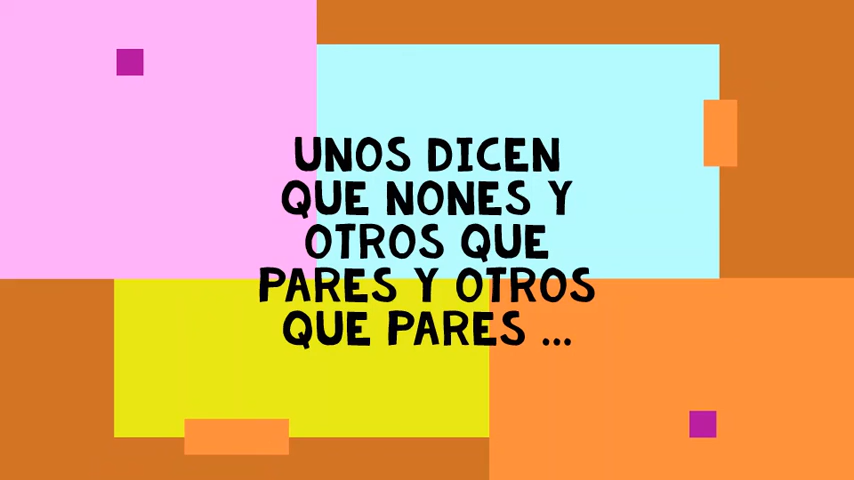 UNOS DICEN
QUE NONES Y
OTROS QUE
PARES Y OTROS
QUE PARES ...